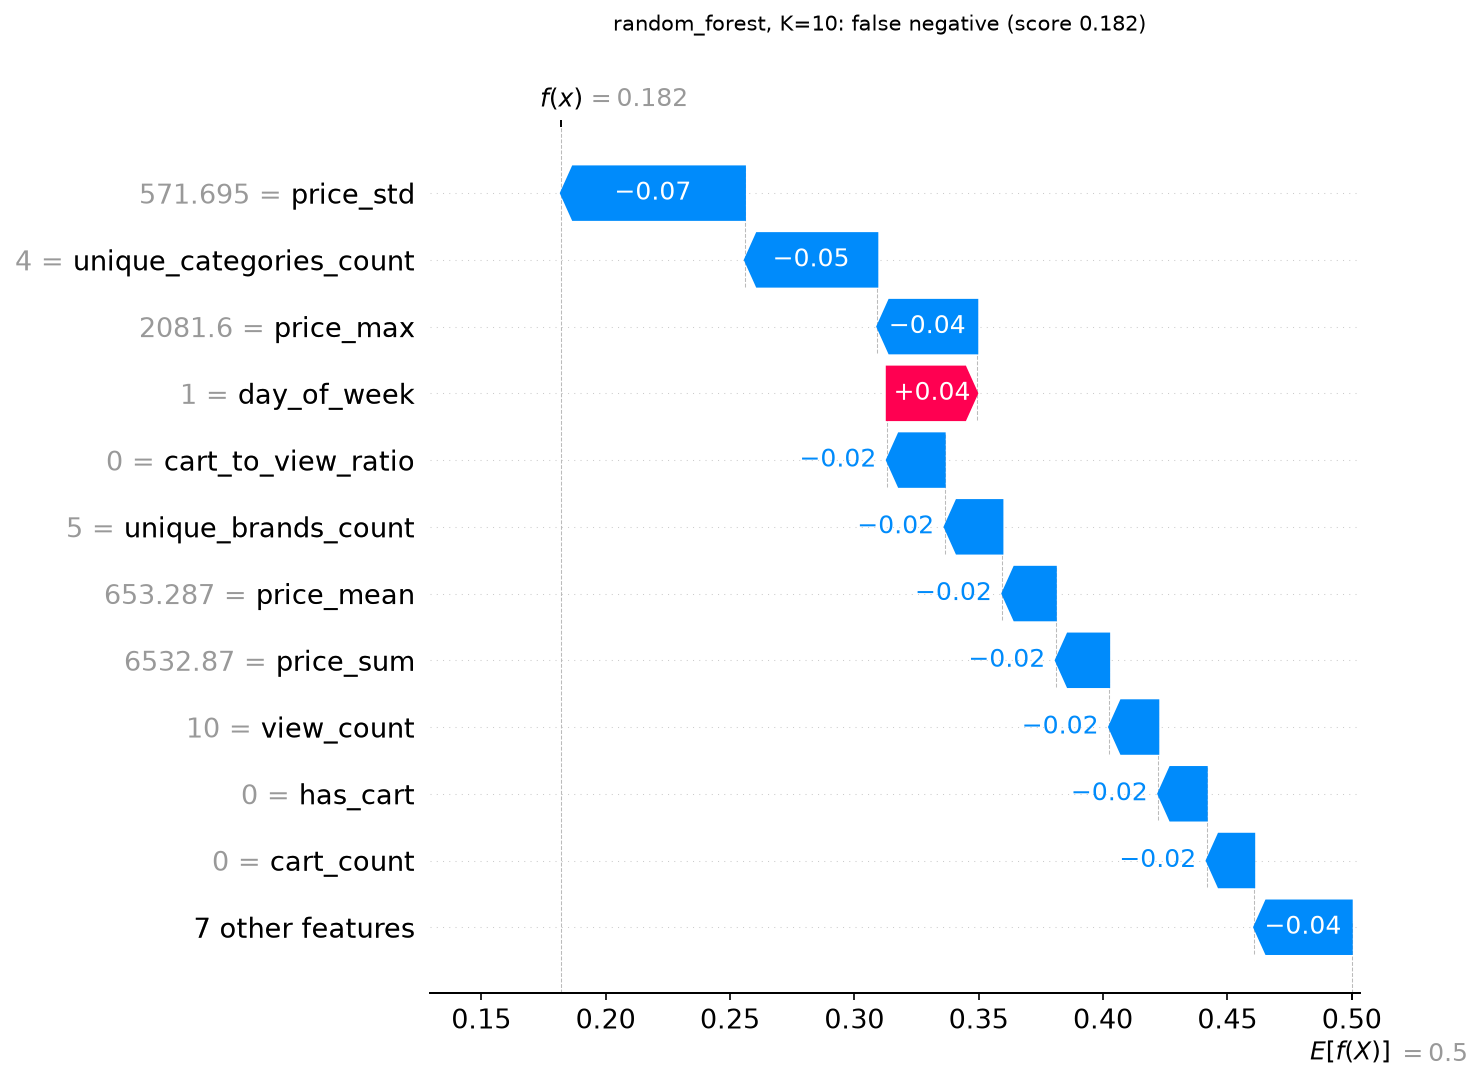 random_forest, K=10: false negative (score 0.182)
f(x) = 0.182
571.695 = price_std −0.07
4 = unique_categories_count −0.05
2081.6 = price_max −0.04
1 = day_of_week +0.04
0 = cart_to_view_ratio −0.02
5 = unique_brands_count −0.02
653.287 = price_mean −0.02
6532.87 = price_sum −0.02
10 = view_count −0.02
0 = has_cart −0.02
0 = cart_count −0.02
7 other features −0.04
0.15 0.20 0.25 0.30 0.35 0.40 0.45 0.50
E[f(X)] = 0.5